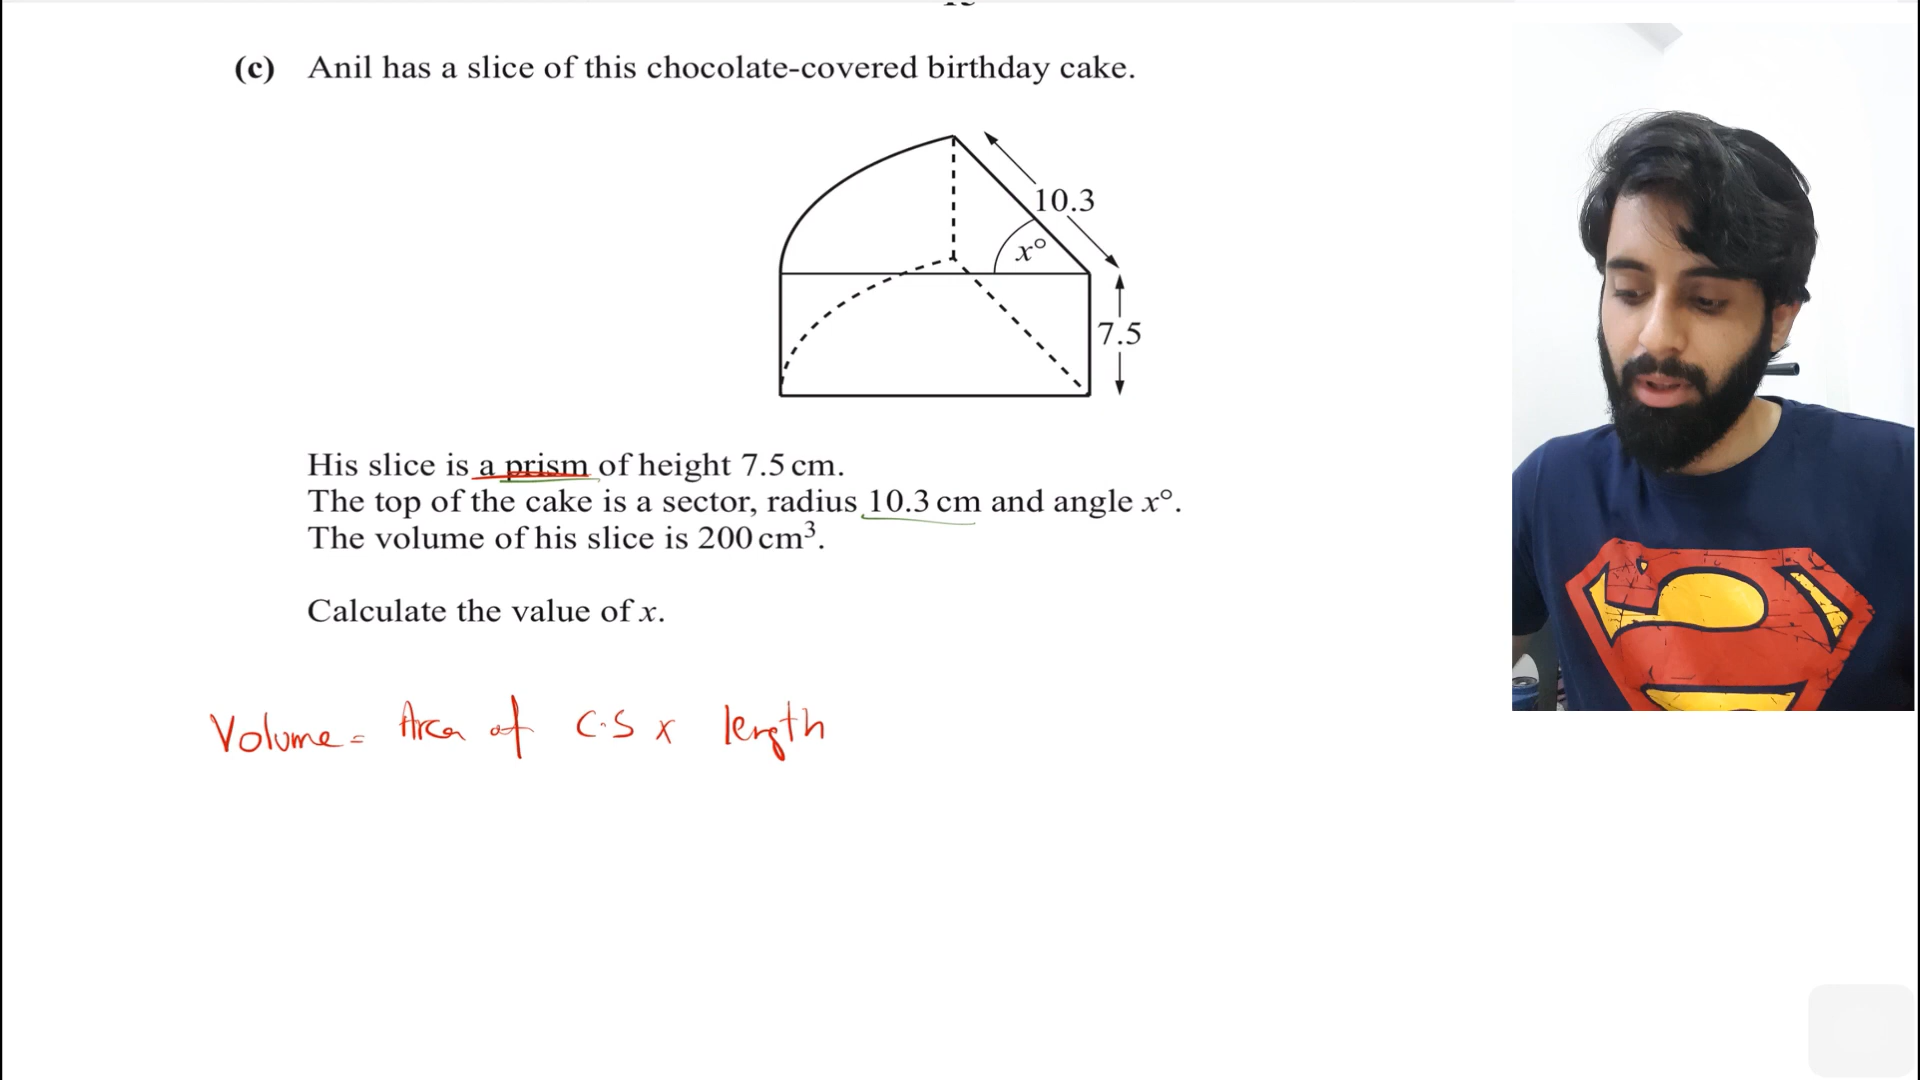 (c) Anil has a slice of this chocolate-covered birthday cake.
10.3
x°
7.5
His slice is a prism of height 7.5 cm.
The top of the cake is a sector, radius 10.3 cm and angle x°.
The volume of his slice is 200 cm³.
Calculate the value of x.
Volume = Area of C.S x length